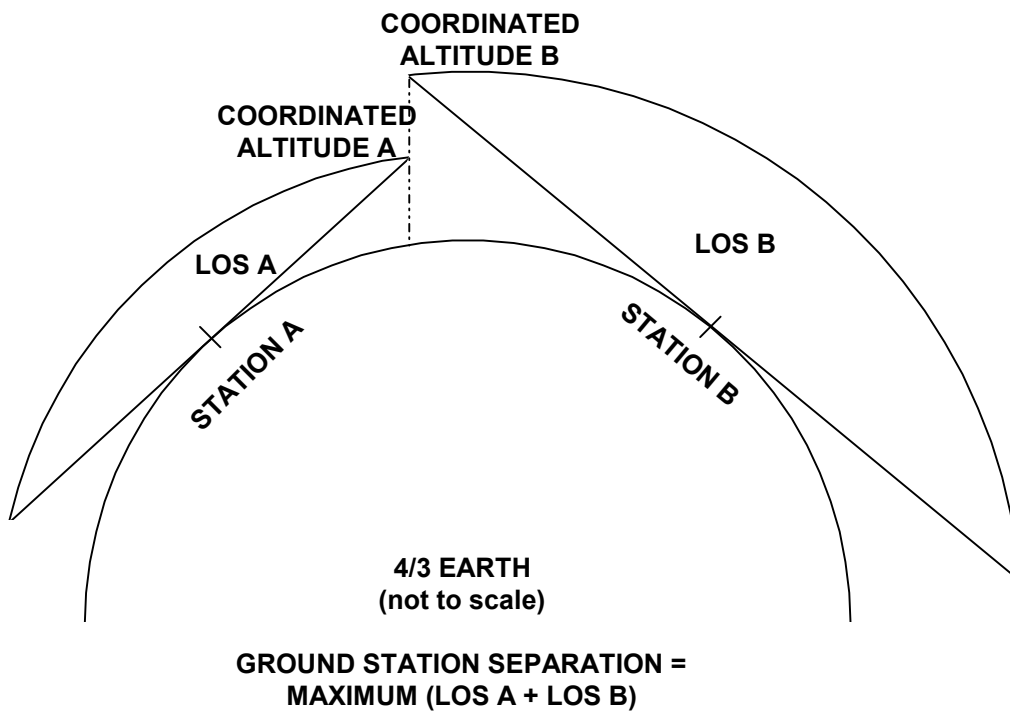 COORDINATED
ALTITUDE B
COORDINATED
ALTITUDE A
LOS A
LOS B
STATION A
STATION B
4/3 EARTH
(not to scale)
GROUND STATION SEPARATION =
MAXIMUM (LOS A + LOS B)